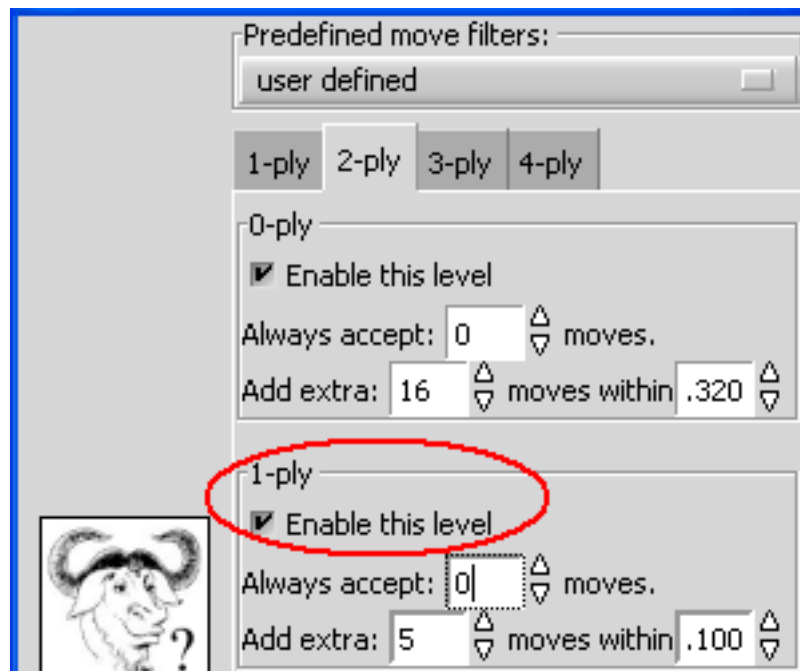 Predefined move filters:
user defined
1-ply 2-ply 3-ply 4-ply
0-ply
Enable this level
Always accept: 0 moves.
Add extra: 16 moves within .320
1-ply
Enable this level
Always accept: 0 moves.
Add extra: 5 moves within .100
?